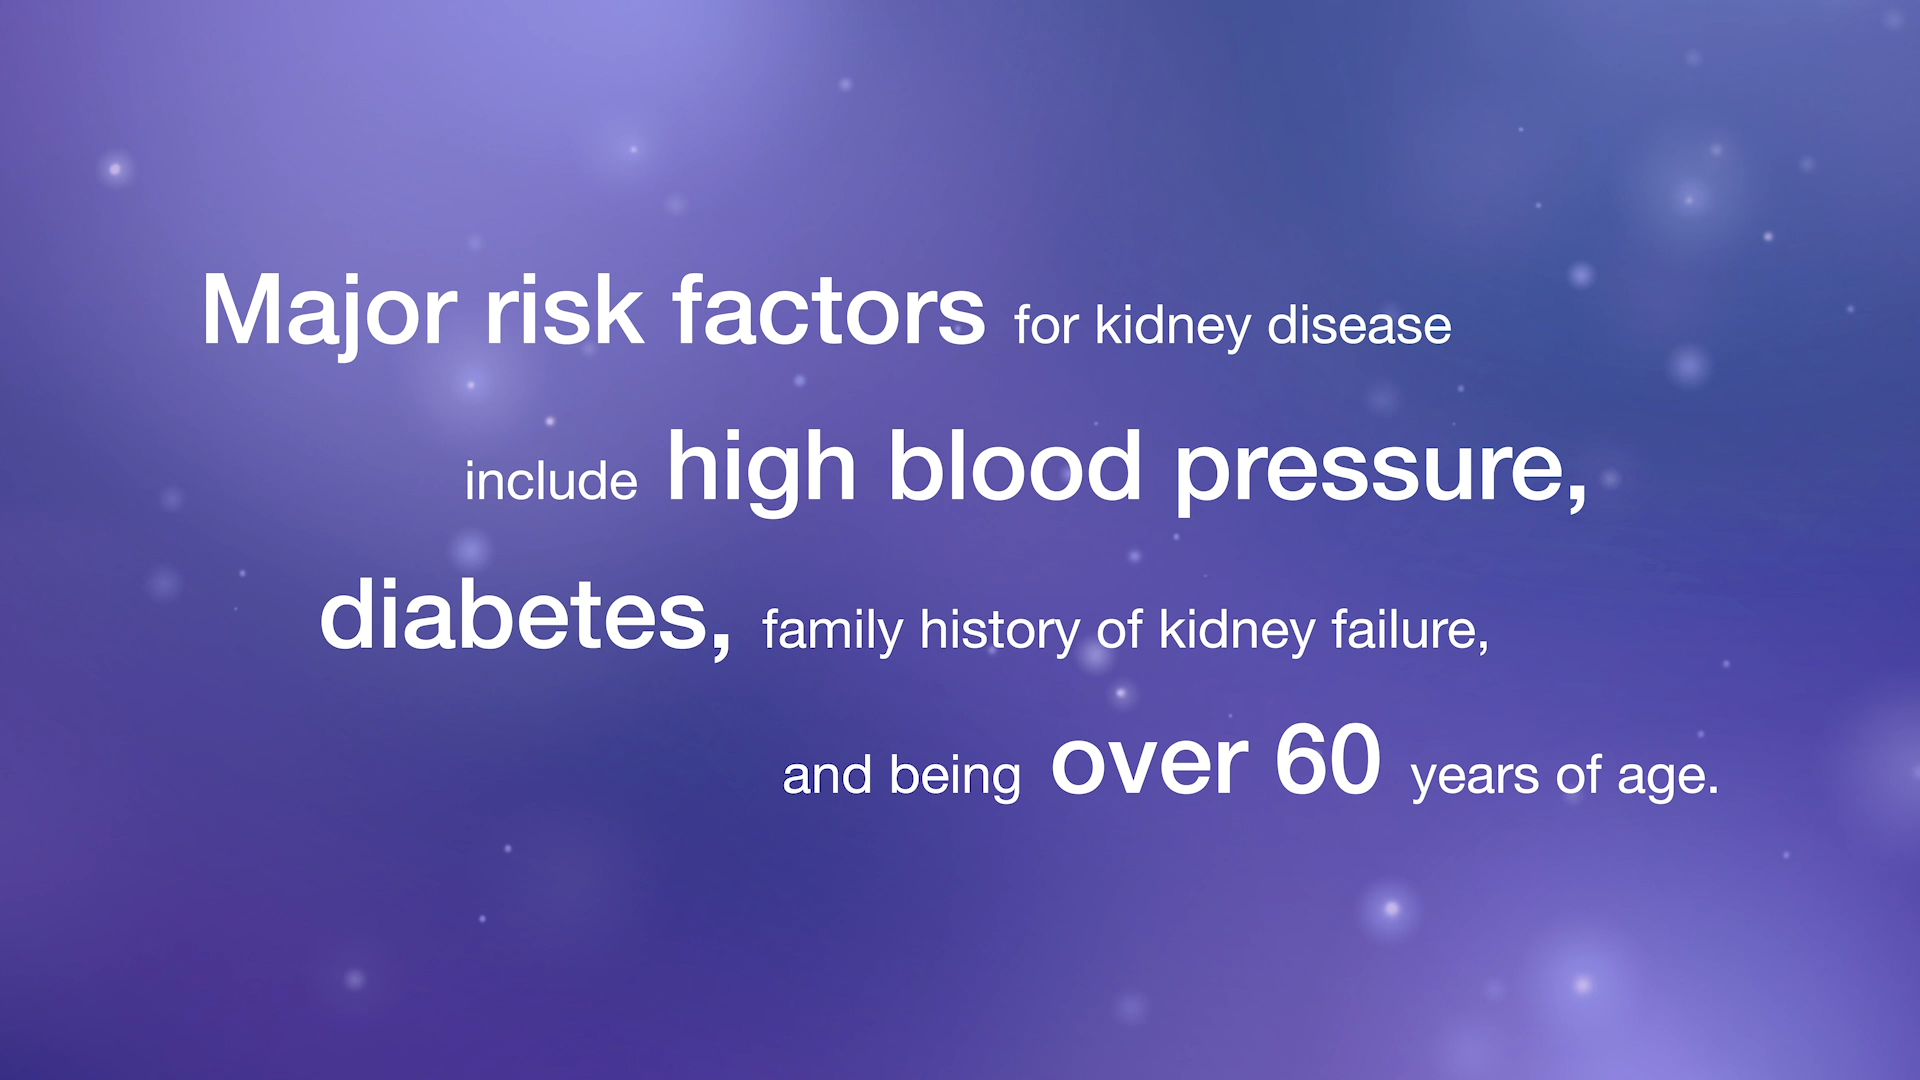 Major risk factors for kidney disease
include high blood pressure,
diabetes, family history of kidney failure,
and being over 60 years of age.